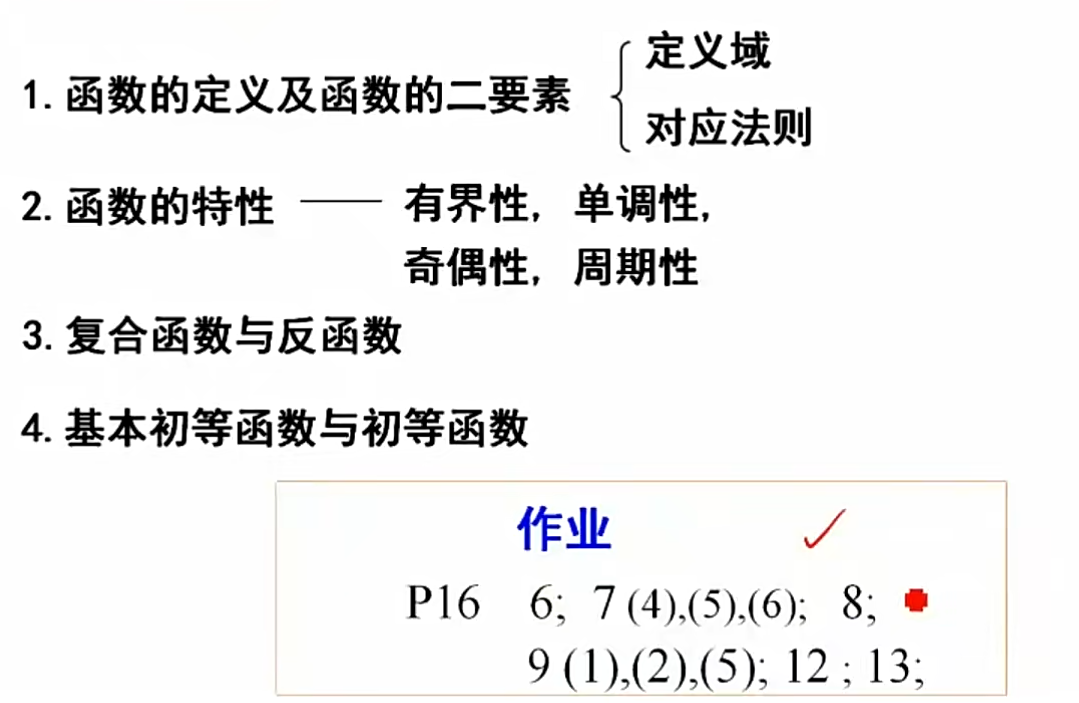 1. 函数的定义及函数的二要素
定义域
对应法则
2. 函数的特性 —— 有界性, 单调性,
奇偶性, 周期性
3. 复合函数与反函数
4. 基本初等函数与初等函数
作业
P16 6; 7 (4),(5),(6); 8;
9 (1),(2),(5); 12 ; 13;